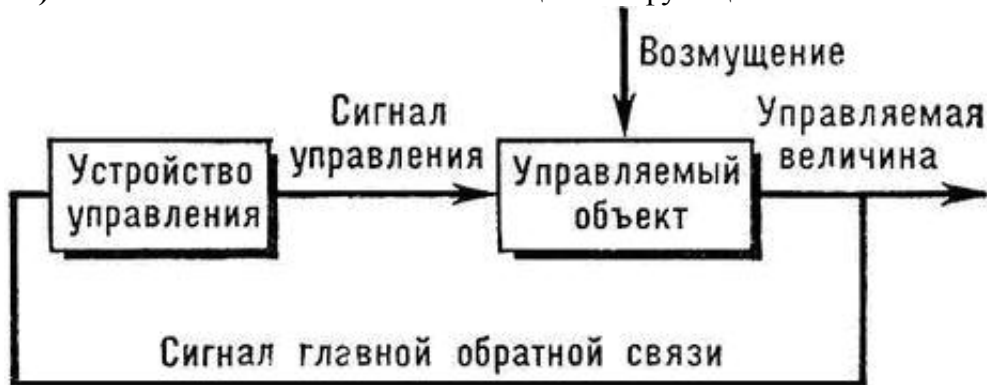 Возмущение
Сигнал
управления
Управляемая
величина
Устройство
управления
Управляемый
объект
Сигнал главной обратной связи